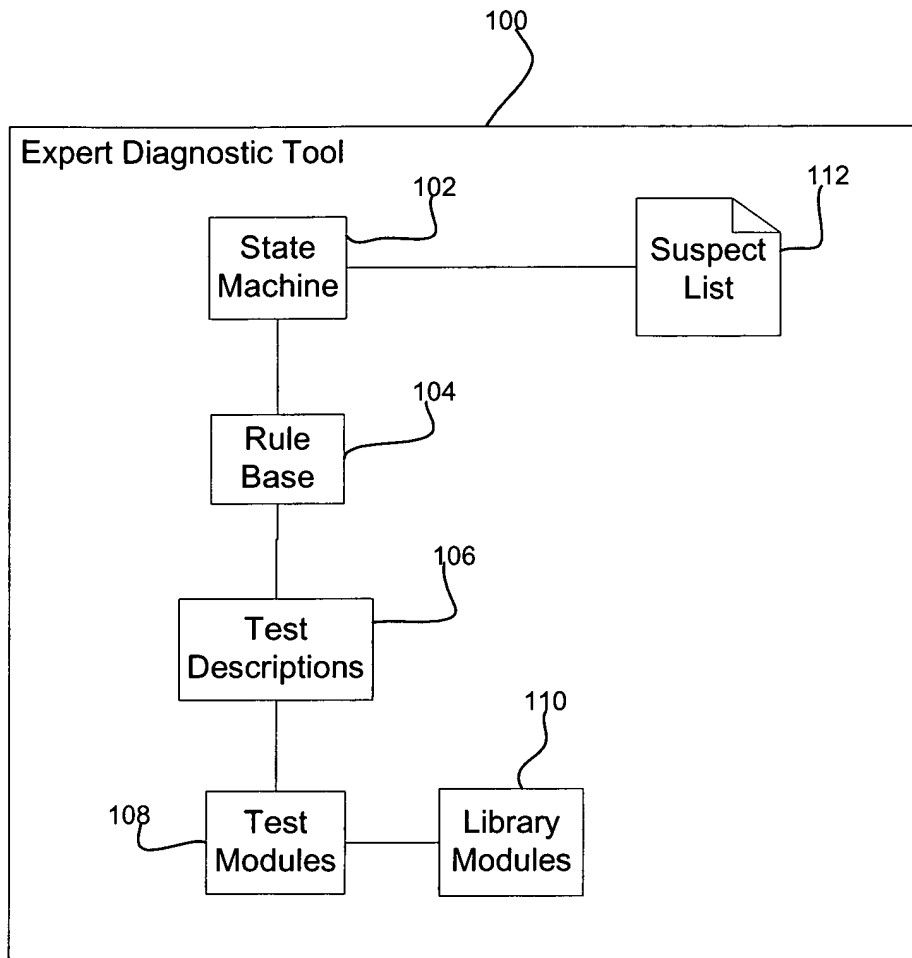 100
Expert Diagnostic Tool
102
112
State
Machine
Suspect
List
104
Rule
Base
106
Test
Descriptions
110
108
Test
Modules
Library
Modules